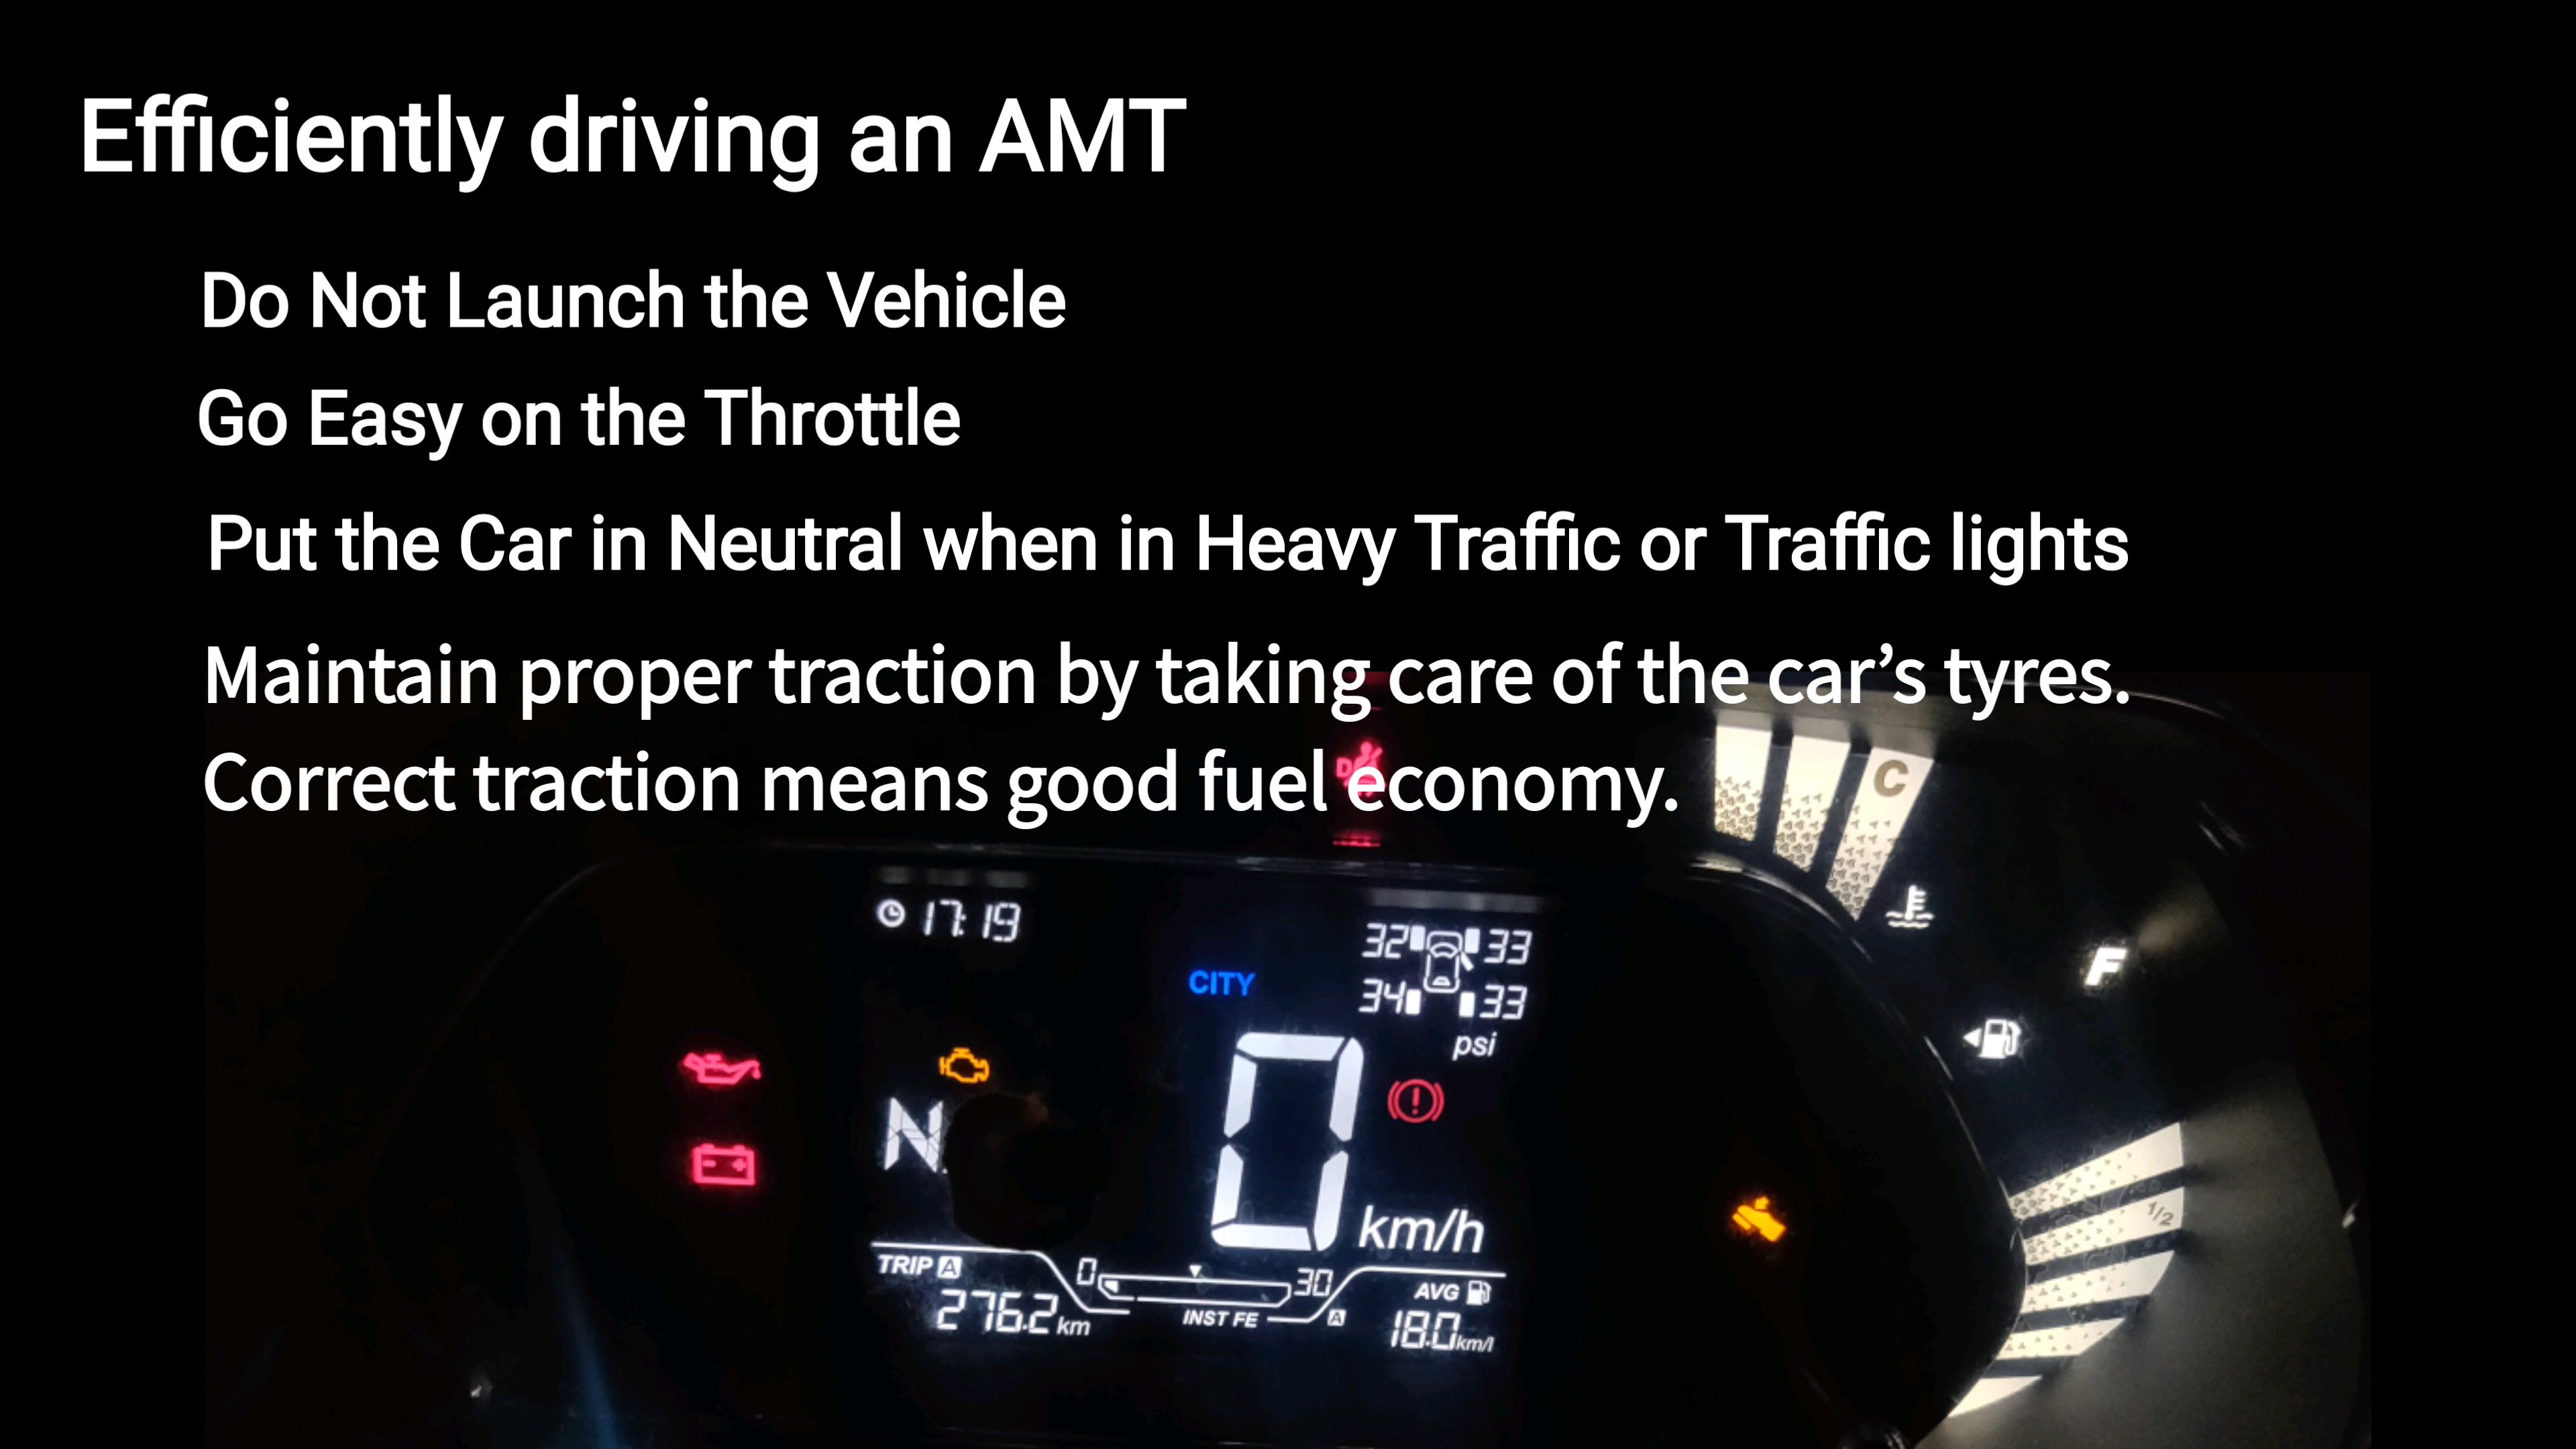 Efficiently driving an AMT
Do Not Launch the Vehicle
Go Easy on the Throttle
Put the Car in Neutral when in Heavy Traffic or Traffic lights
Maintain proper traction by taking care of the car’s tyres.
Correct traction means good fuel economy.
C
17:19
32 33
CITY
34 33
psi
F
N
0
km/h
1/2
TRIP A
0 30
AVG
276.2 km
INST FE
A
18.0 km/l